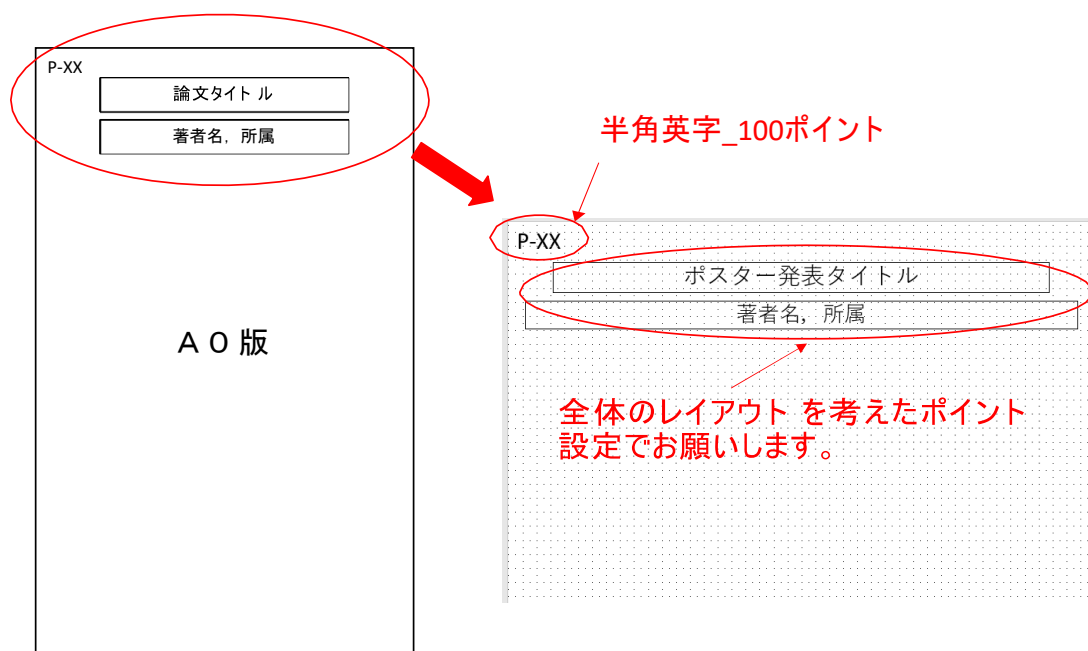 P-XX
論文タイトル
著者名，所属
A０版
半角英字_100ポイント
P-XX
ポスター発表タイトル
著者名，所属
全体のレイアウト を考えたポイント
設定でお願いします。